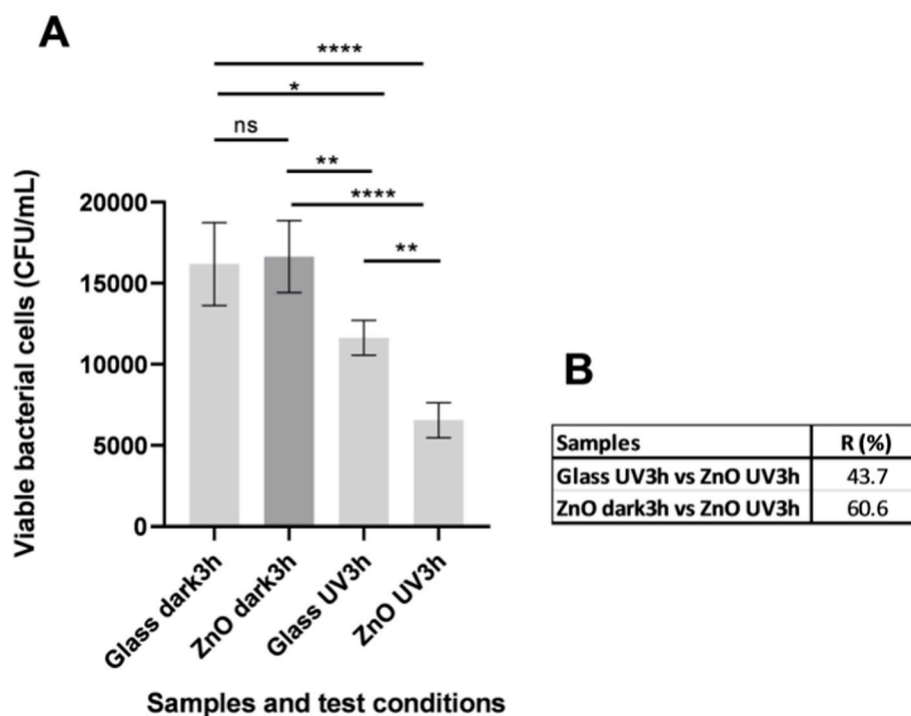 A
****
*
ns
**
****
**
Viable bacterial cells (CFU/mL)
20000
15000
10000
5000
0
Glass dark3h
ZnO dark3h
Glass UV3h
ZnO UV3h
Samples and test conditions
B
Samples R (%)
Glass UV3h vs ZnO UV3h 43.7
ZnO dark3h vs ZnO UV3h 60.6